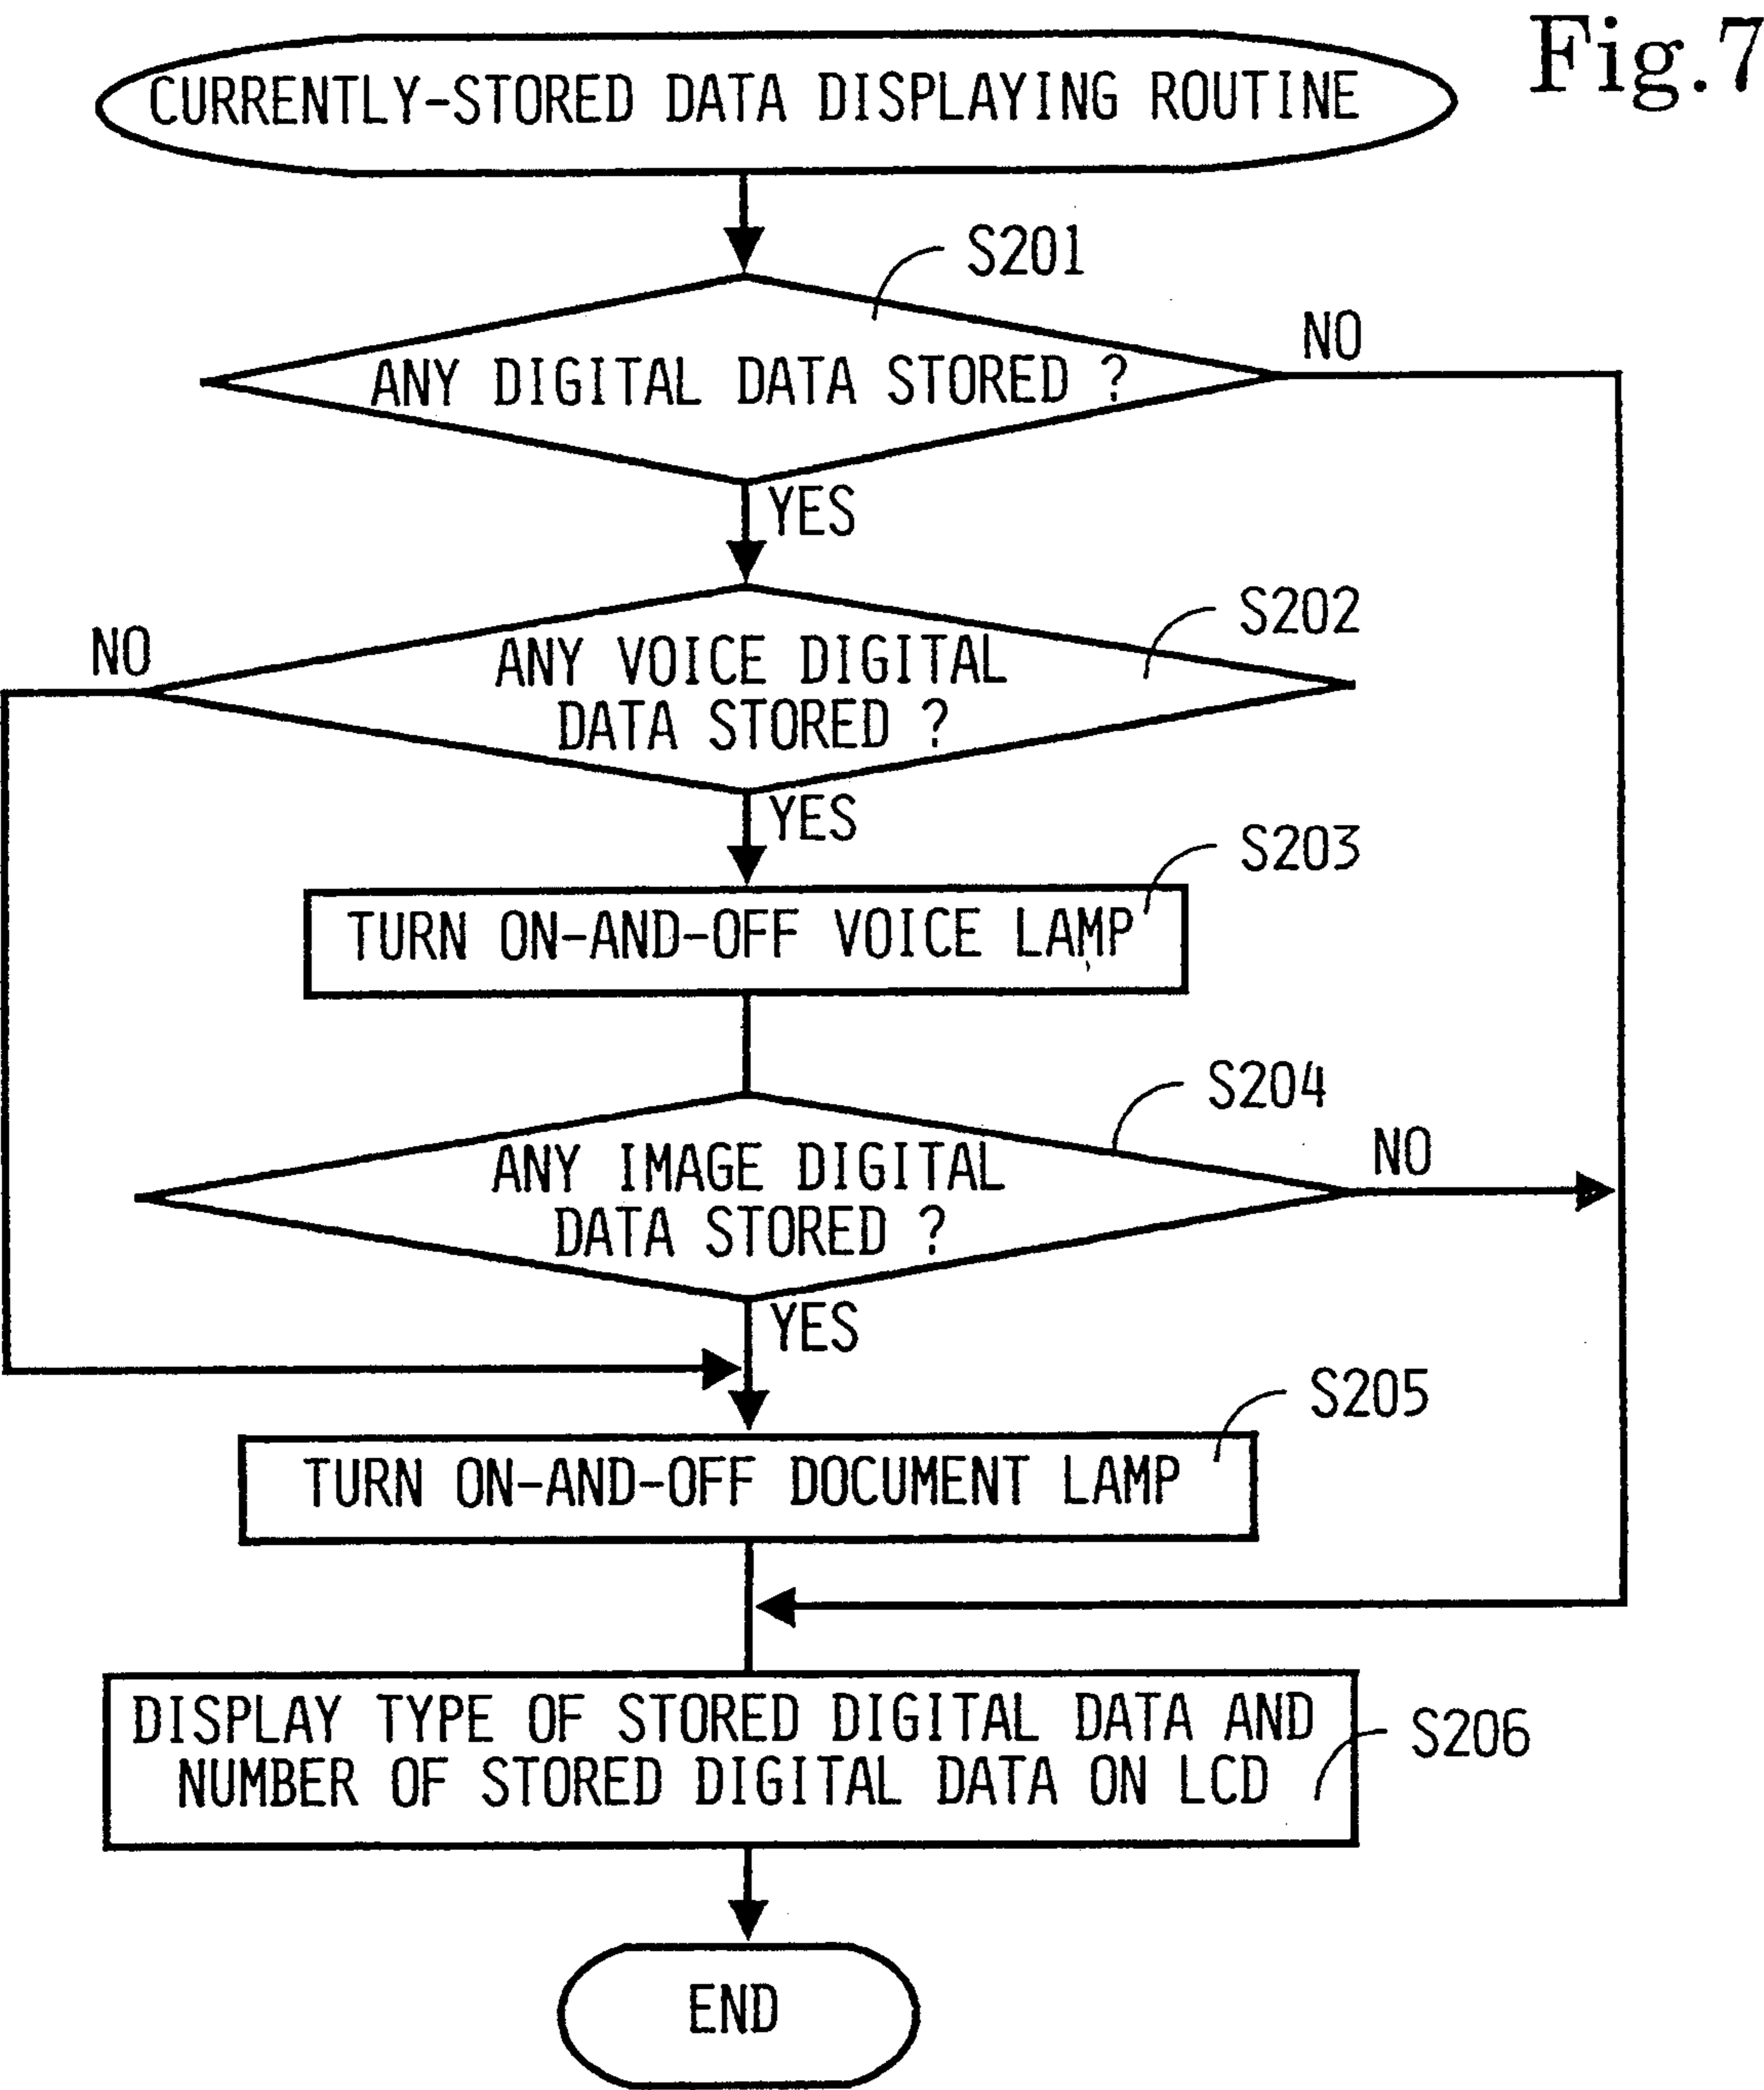 Fig.7
CURRENTLY-STORED DATA DISPLAYING ROUTINE
S201
ANY DIGITAL DATA STORED ?
NO
YES
S202
NO
ANY VOICE DIGITAL
DATA STORED ?
YES
S203
TURN ON-AND-OFF VOICE LAMP
S204
ANY IMAGE DIGITAL
DATA STORED ?
NO
YES
S205
TURN ON-AND-OFF DOCUMENT LAMP
DISPLAY TYPE OF STORED DIGITAL DATA AND
NUMBER OF STORED DIGITAL DATA ON LCD
S206
END